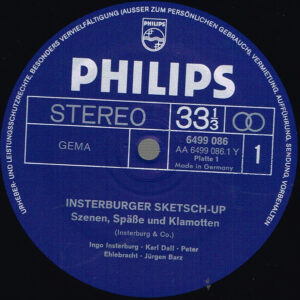 URHEBER- UND LEISTUNGSSCHUTZRECHTE, BESONDERS VERVIELFÄLTIGUNG (AUSSER ZUM PERSÖNLICHEN GEBRAUCH), VERMIETUNG, AUFFÜHRUNG, SENDUNG, VORBEHALTEN
PHILIPS
PHILIPS
STEREO
33 1/3
GEMA
6499 086
AA 6499 086.1 Y
Platte 1
Made in Germany
1
INSTERBURGER SKETSCH-UP
Szenen, Späße und Klamotten
(Insterburg & Co.)
Ingo Insterburg - Karl Dall - Peter
Ehlebracht - Jürgen Barz